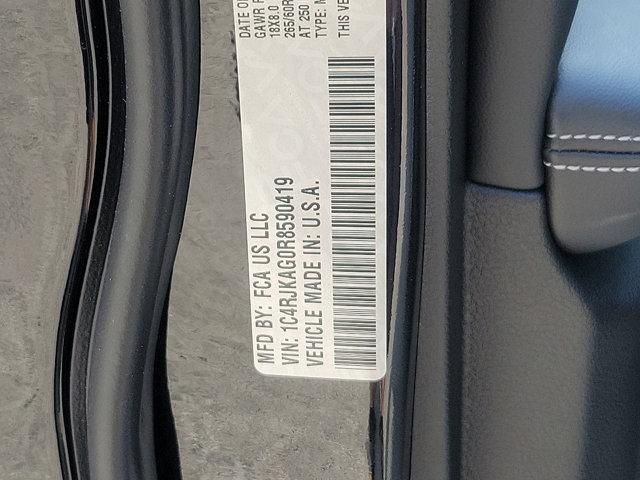 DATE OF
GAWR
18X8.0
265/60R
AT 250
TYPE:
THIS VE
MFD BY: FCA US LLC
VIN: 1C4RJKAG0R8590419
VEHICLE MADE IN: U.S.A.